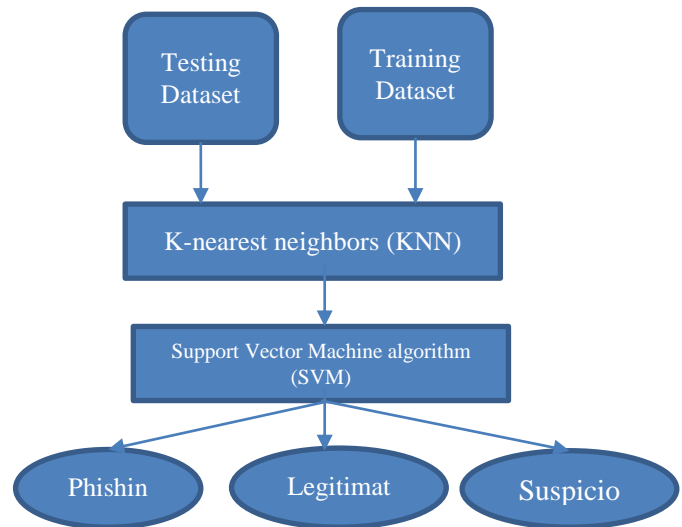 Testing
Dataset
Training
Dataset
K-nearest neighbors (KNN)
Support Vector Machine algorithm
(SVM)
Phishin
Legitimat
Suspicio